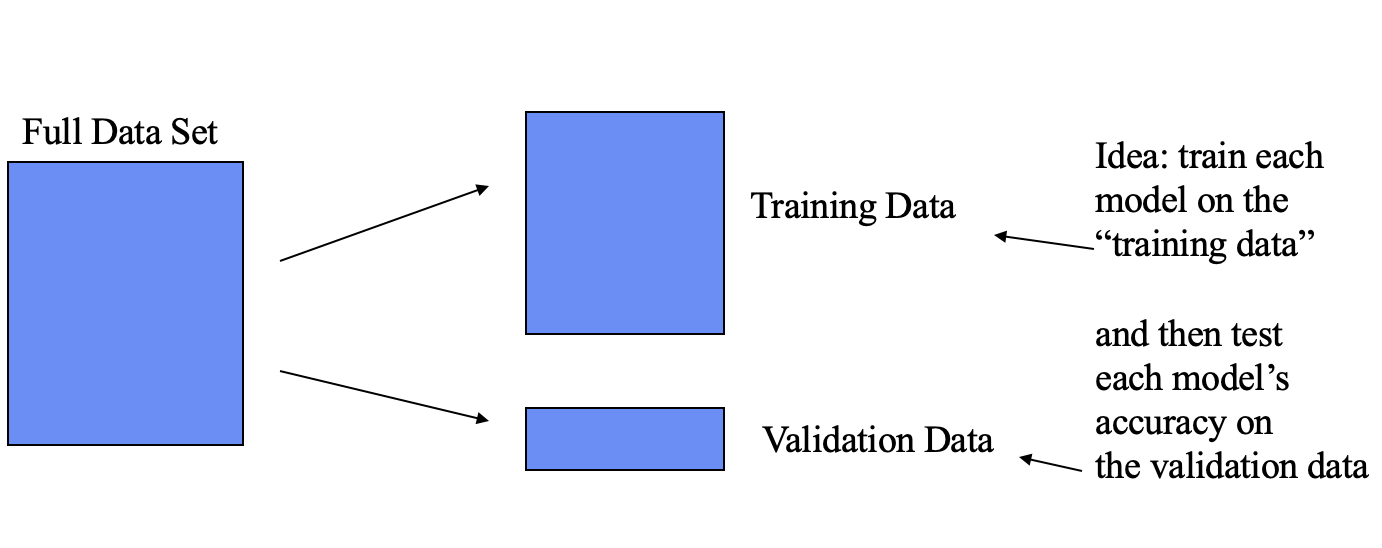 Full Data Set
Training Data
Idea: train each
model on the
“training data”
Validation Data
and then test
each model’s
accuracy on
the validation data